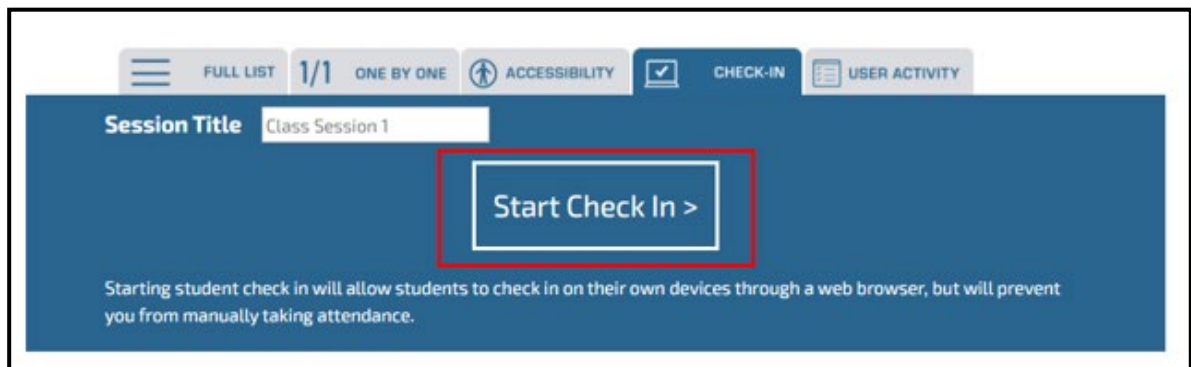 FULL LIST 1/1 ONE BY ONE ACCESSIBILITY CHECK-IN USER ACTIVITY
Session Title Class Session 1
Start Check In >
Starting student check in will allow students to check in on their own devices through a web browser, but will prevent
you from manually taking attendance.